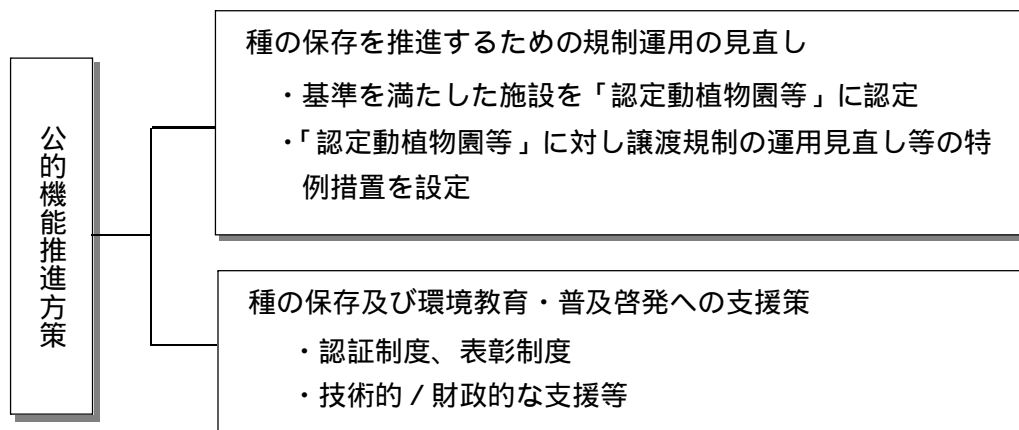 公的機能推進方策
種の保存を推進するための規制運用の見直し
・基準を満たした施設を「認定動植物園等」に認定
・「認定動植物園等」に対し譲渡規制の運用見直し等の特
例措置を設定
種の保存及び環境教育・普及啓発への支援策
・認証制度、表彰制度
・技術的/財政的な支援等